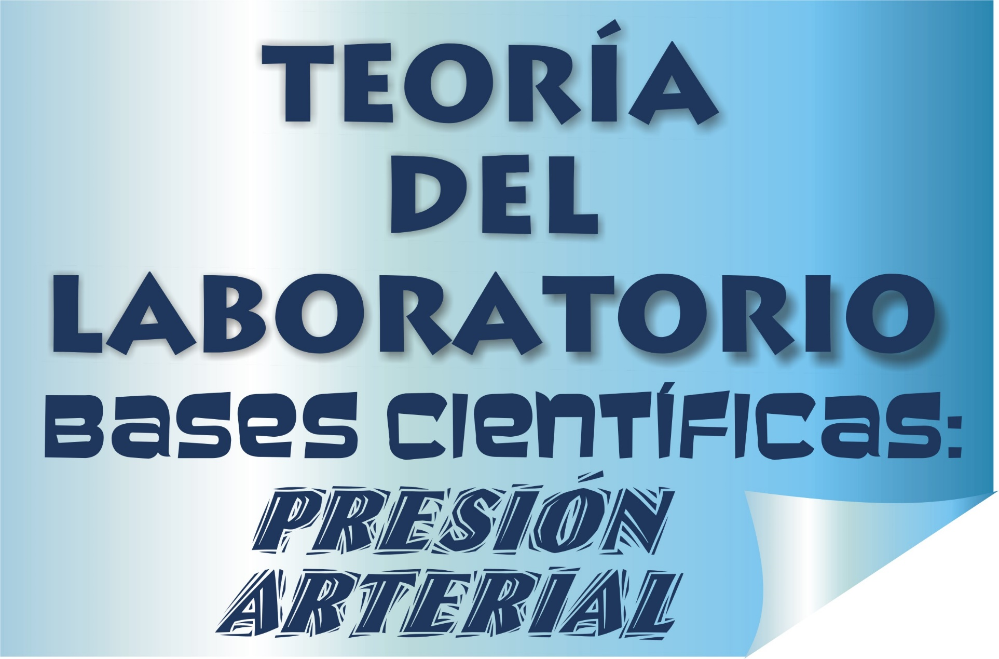 TEORÍA
DEL
LABORATORIO
Bases Científicas:
PRESIÓN
ARTERIAL